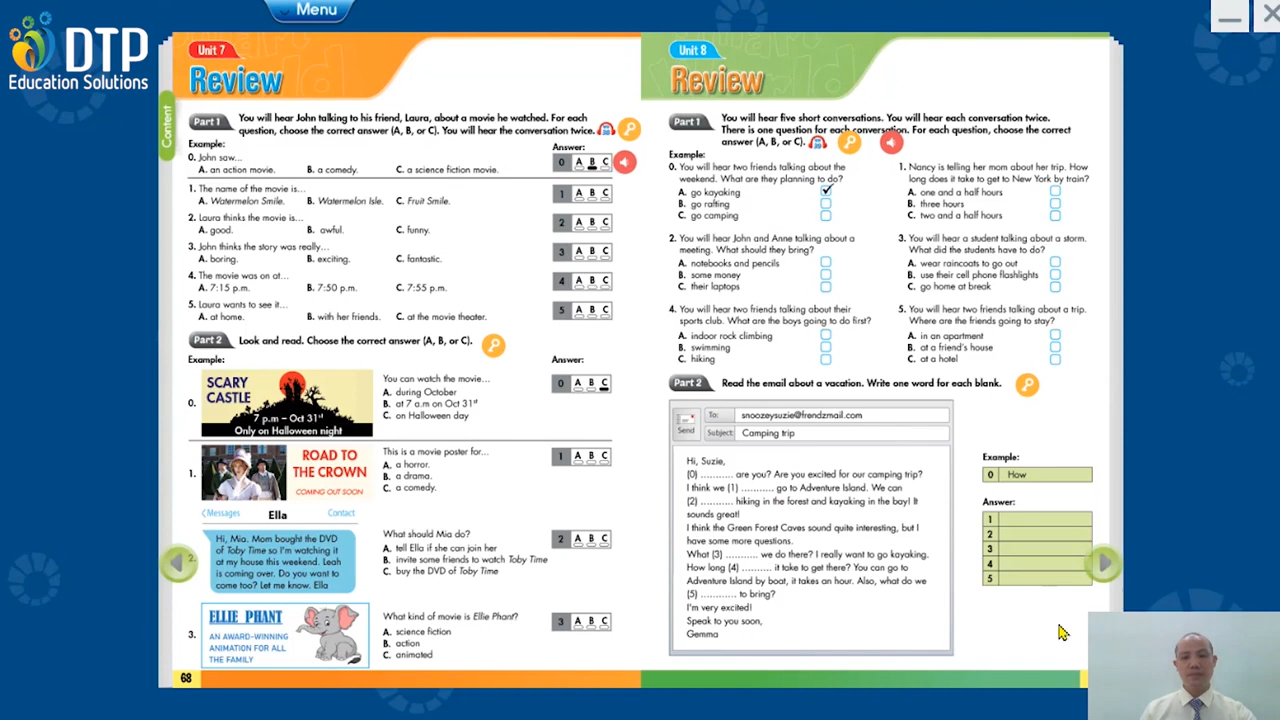 Menu
DTP
Education Solutions
Content
Unit 7
Review
Part 1
You will hear John talking to his friend, Laura, about a movie he watched. For each
question, choose the correct answer (A, B, or C). You will hear the conversation twice.
Example:
Answer:
0. John saw...
A. an action movie. B. a comedy. C. a science fiction movie.
0 A B C
1. The name of the movie is...
A. Watermelon Smile. B. Watermelon Isle. C. Fruit Smile.
1 A B C
2. Laura thinks the movie is...
A. good. B. awful. C. funny.
2 A B C
3. John thinks the story was really...
A. boring. B. exciting. C. fantastic.
3 A B C
4. The movie was on at...
A. 7:15 p.m. B. 7:50 p.m. C. 7:55 p.m.
4 A B C
5. Laura wants to see it...
A. at home. B. with her friends. C. at the movie theater.
5 A B C
Part 2
Look and read. Choose the correct answer (A, B, or C).
Example:
Answer:
0.
SCARY
CASTLE
7 p.m – Oct 31st
Only on Halloween night
You can watch the movie...
A. during October
B. at 7 a.m on Oct 31st
C. on Halloween day
0 A B C
1.
ROAD TO
THE CROWN
COMING OUT SOON
This is a movie poster for...
A. a horror.
B. a drama.
C. a comedy.
1 A B C
2.
Messages
Ella
Contact
Hi, Mia. Mom bought the DVD
of Toby Time so I'm watching it
at my house this weekend. Leah
is coming over. Do you want to
come too? Let me know. Ella
What should Mia do?
A. tell Ella if she can join her
B. invite some friends to watch Toby Time
C. buy the DVD of Toby Time
2 A B C
3.
ELLIE PHANT
AN AWARD-WINNING
ANIMATION FOR ALL
THE FAMILY
What kind of movie is Ellie Phant?
A. science fiction
B. action
C. animated
3 A B C
68
Unit 8
Review
Part 1
You will hear five short conversations. You will hear each conversation twice.
There is one question for each conversation. For each question, choose the correct
answer (A, B, or C).
Example:
0. You will hear two friends talking about the
weekend. What are they planning to do?
A. go kayaking
B. go rafting
C. go camping
1. Nancy is telling her mom about her trip. How
long does it take to get to New York by train?
A. one and a half hours
B. three hours
C. two and a half hours
2. You will hear John and Anne talking about a
meeting. What should they bring?
A. notebooks and pencils
B. some money
C. their laptops
3. You will hear a student talking about a storm.
What did the students have to do?
A. wear raincoats to go out
B. use their cell phone flashlights
C. go home at break
4. You will hear two friends talking about their
sports club. What are the boys going to do first?
A. indoor rock climbing
B. swimming
C. hiking
5. You will hear two friends talking about a trip.
Where are the friends going to stay?
A. in an apartment
B. at a friend's house
C. at a hotel
Part 2
Read the email about a vacation. Write one word for each blank.
Send
To: snoozeysuzie@frendzmail.com
Subject: Camping trip
Hi, Suzie,
(0) ........... are you? Are you excited for our camping trip?
I think we (1) ........... go to Adventure Island. We can
(2) ........... hiking in the forest and kayaking in the bay! It
sounds great!
I think the Green Forest Caves sound quite interesting, but I
have some more questions.
What (3) ........... we do there? I really want to go kayaking.
How long (4) .......... it take to get there? You can go to
Adventure Island by boat, it takes an hour. Also, what do we
(5) ............ to bring?
I'm very excited!
Speak to you soon,
Gemma
Example:
0 How
Answer:
1
2
3
4
5